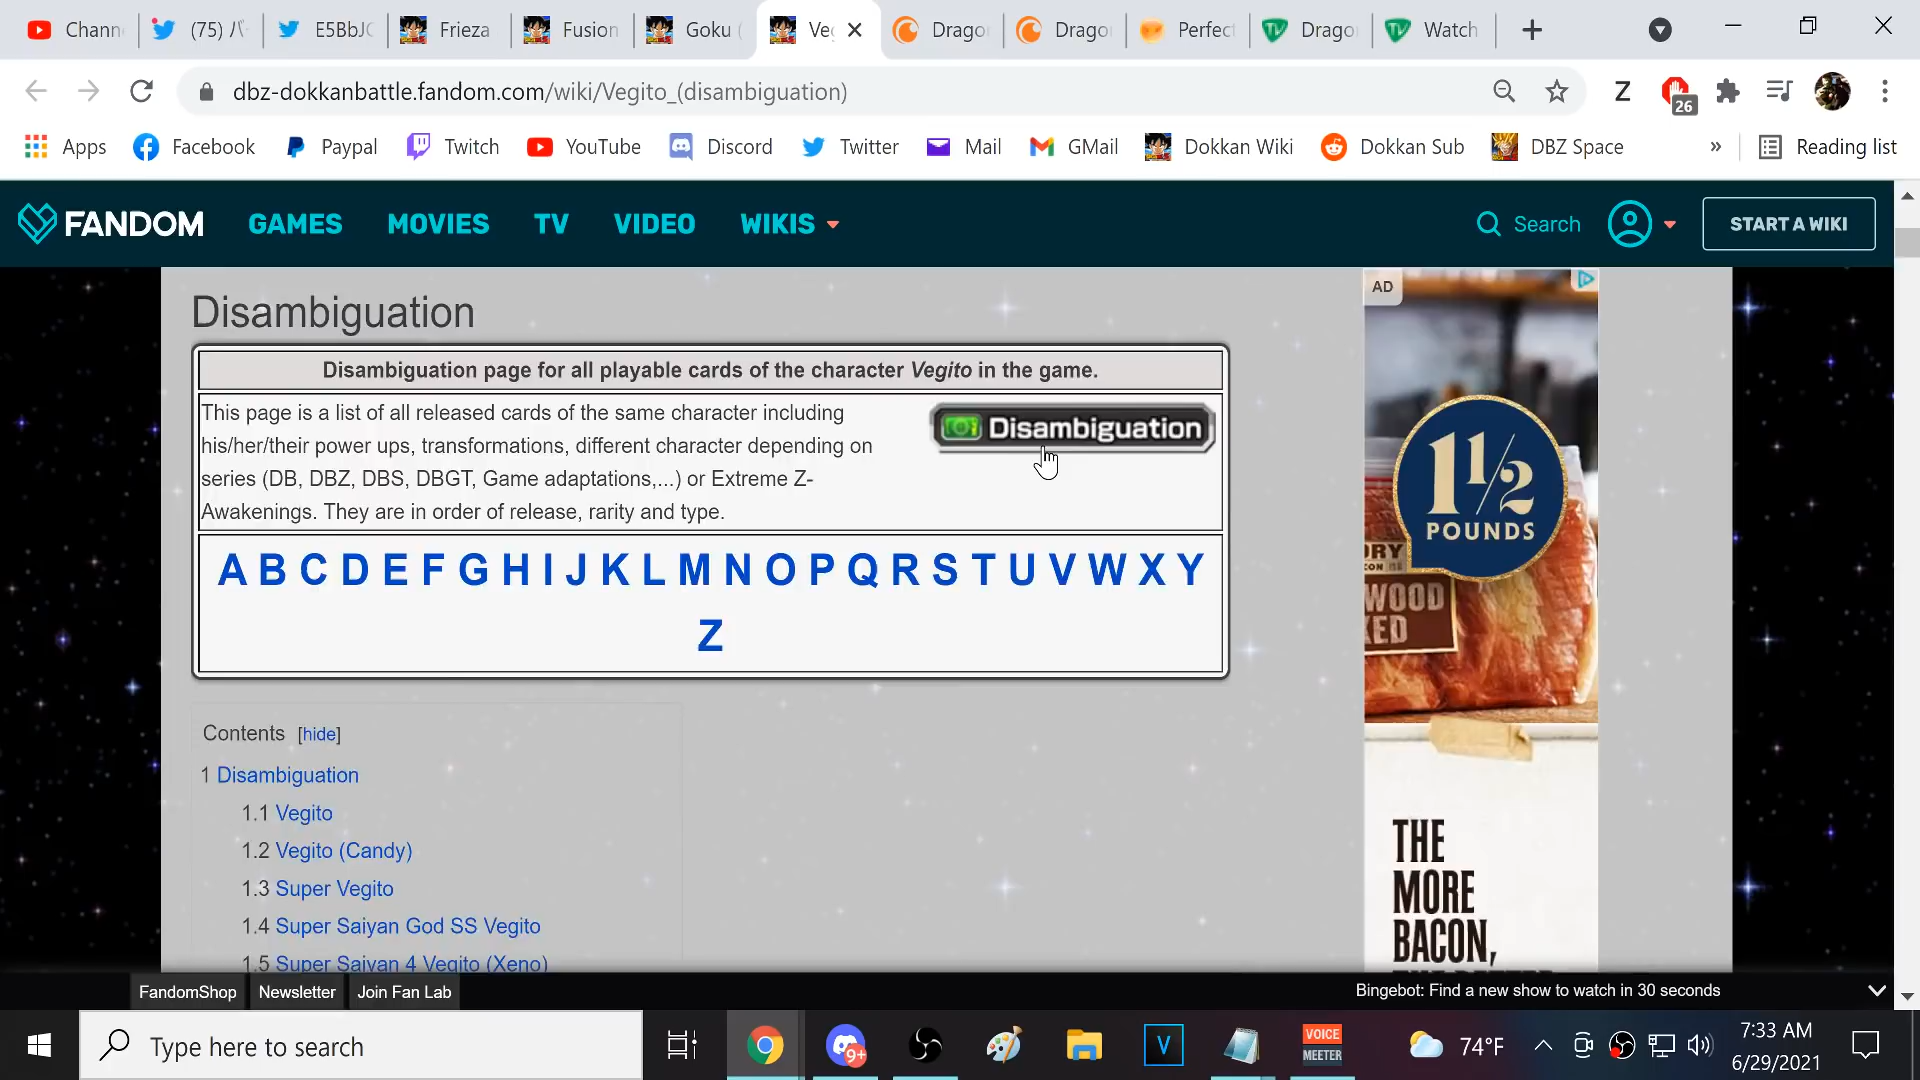 Chann
(75) バ
E5BbJC
Frieza
Fusion
Goku (
Veg
Drago
Drago
Perfec
Drago
Watch
dbz-dokkanbattle.fandom.com/wiki/Vegito_(disambiguation)
Z
26
Apps
Facebook
Paypal
Twitch
YouTube
Discord
Twitter
Mail
GMail
Dokkan Wiki
Dokkan Sub
DBZ Space
»
Reading list
FANDOM
GAMES
MOVIES
TV
VIDEO
WIKIS
Search
START A WIKI
Disambiguation
Disambiguation page for all playable cards of the character Vegito in the game.
This page is a list of all released cards of the same character including
his/her/their power ups, transformations, different character depending on
series (DB, DBZ, DBS, DBGT, Game adaptations,...) or Extreme Z-
Awakenings. They are in order of release, rarity and type.
Disambiguation
A B C D E F G H I J K L M N O P Q R S T U V W X Y
Z
Contents [hide]
1 Disambiguation
1.1 Vegito
1.2 Vegito (Candy)
1.3 Super Vegito
1.4 Super Saiyan God SS Vegito
1.5 Super Saiyan 4 Vegito (Xeno)
AD
1 1/2
POUNDS
WOOD
KED
THE
MORE
BACON,
FandomShop
Newsletter
Join Fan Lab
Bingebot: Find a new show to watch in 30 seconds
Type here to search
9+
V
VOICE
MEETER
74°F
7:33 AM
6/29/2021